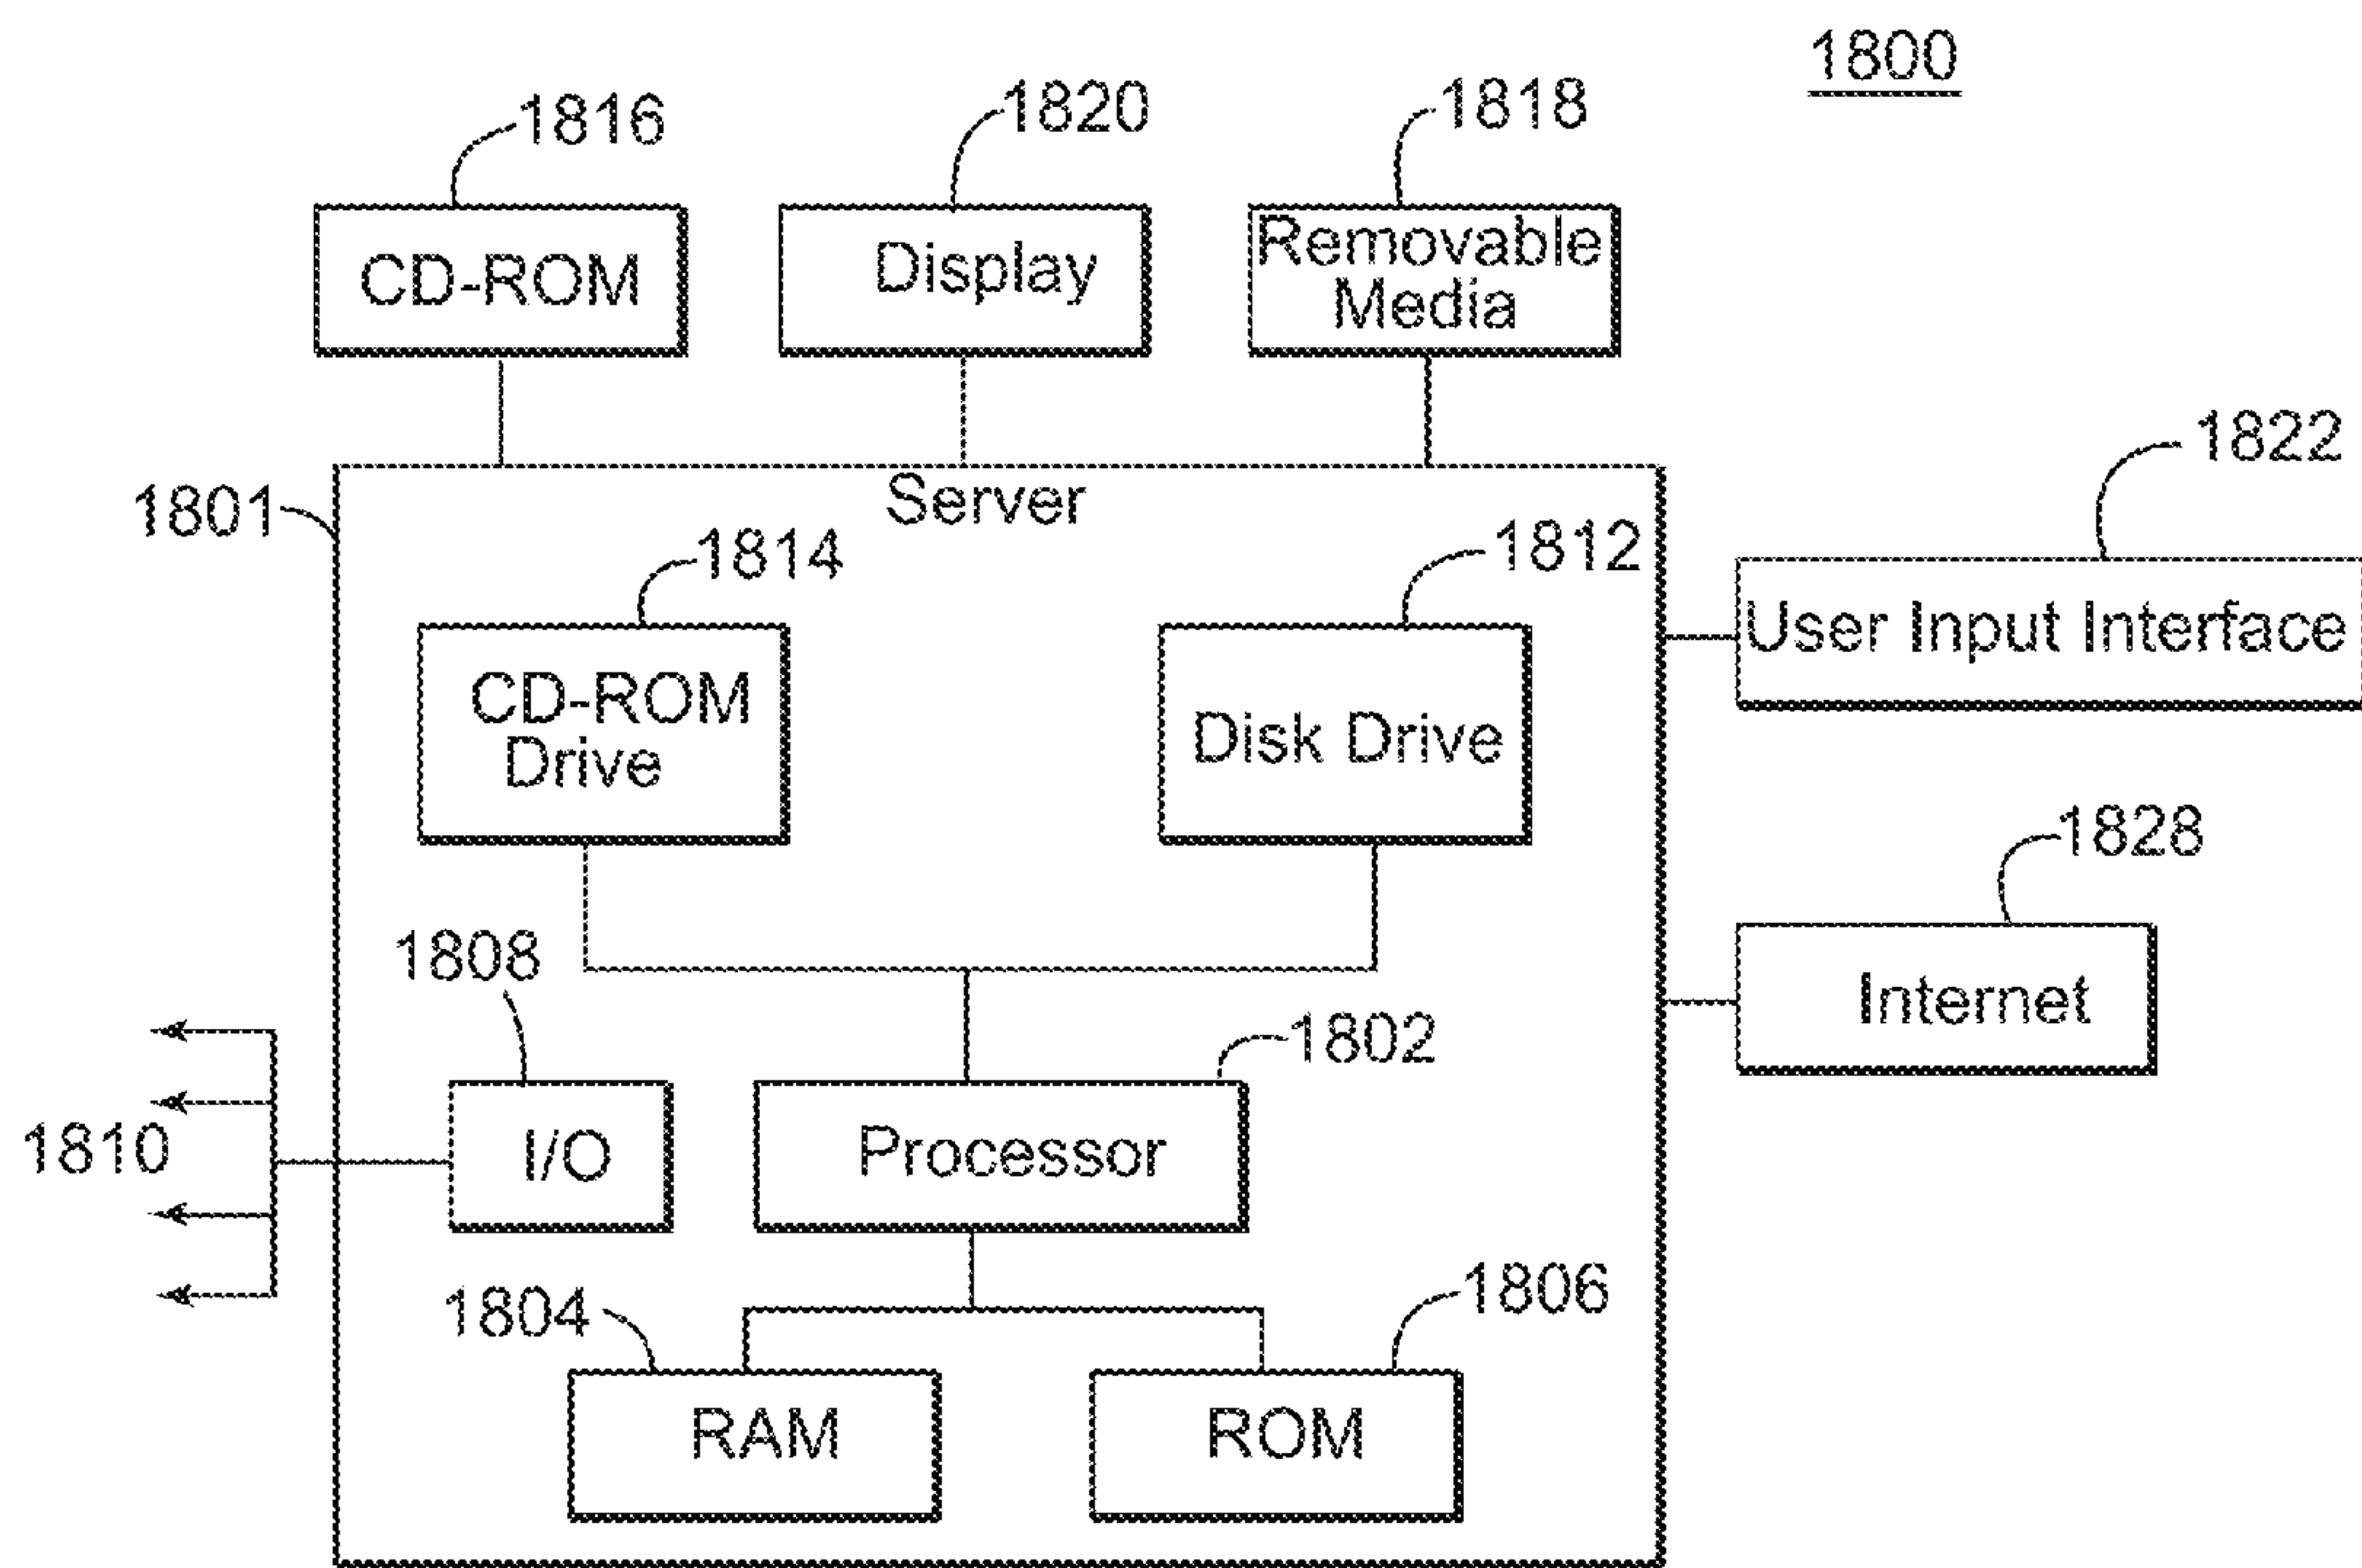 1800
1816
1820
1818
CD-ROM
Display
Removable
Media
1822
1801
Server
1814
1812
User Input Interface
CD-ROM
Drive
Disk Drive
1828
1808
Internet
1802
1810
I/O
Processor
1804
1806
RAM
ROM